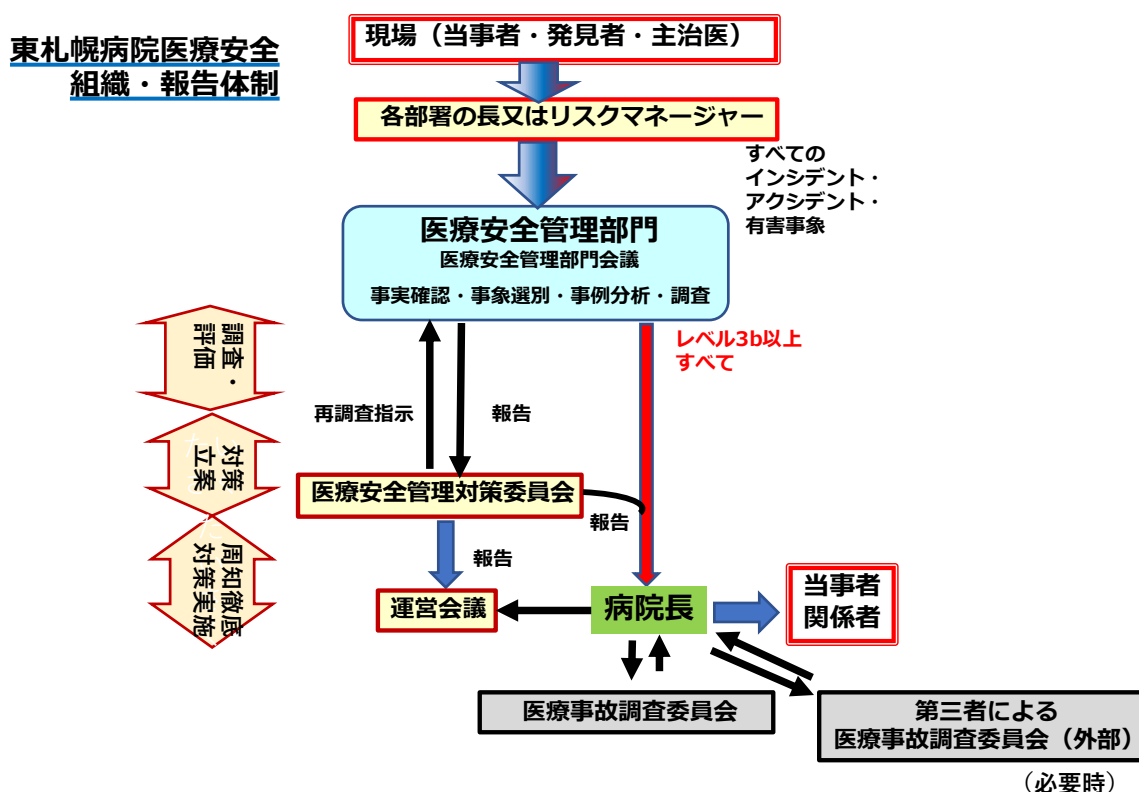 東札幌病院医療安全
組織・報告体制
現場（当事者・発見者・主治医）
各部署の長又はリスクマネージャー
すべての
インシデント・
アクシデント・
有害事象
医療安全管理部門
医療安全管理部門会議
事実確認・事象選別・事例分析・調査
調査・
評価
レベル3b以上
すべて
再調査指示
報告
対策
立案
医療安全管理対策委員会
報告
周知徹底
対策実施
報告
運営会議
病院長
当事者
関係者
医療事故調査委員会
第三者による
医療事故調査委員会（外部）
（必要時）